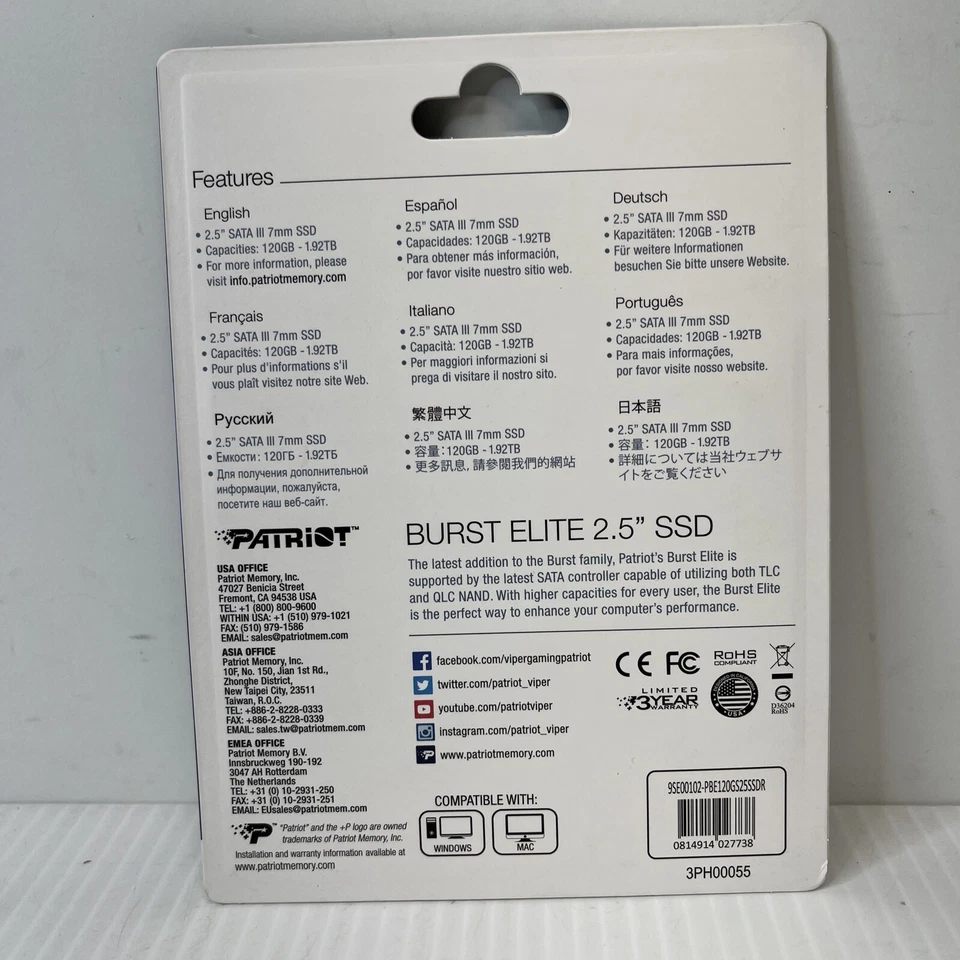 Features
English
• 2.5" SATA III 7mm SSD
• Capacities: 120GB - 1.92TB
• For more information, please
visit info.patriotmemory.com
Español
• 2.5" SATA III 7mm SSD
• Capacidades: 120GB - 1.92TB
• Para obtener más información,
por favor visite nuestro sitio web.
Deutsch
• 2.5" SATA III 7mm SSD
• Kapazitäten: 120GB - 1.92TB
• Für weitere Informationen
besuchen Sie bitte unsere Website.
Français
• 2.5" SATA III 7mm SSD
• Capacités: 120GB - 1.92TB
• Pour plus d'informations s'il
vous plaît visitez notre site Web.
Italiano
• 2.5" SATA III 7mm SSD
• Capacità: 120GB - 1.92TB
• Per maggiori informazioni si
prega di visitare il nostro sito.
Português
• 2.5" SATA III 7mm SSD
• Capacidades: 120GB - 1.92TB
• Para mais informações,
por favor visite nosso website.
Русский
• 2.5" SATA III 7mm SSD
• Емкости: 120ГБ - 1.92ТБ
• Для получения дополнительной
информации, пожалуйста,
посетите наш веб-сайт.
繁體中文
• 2.5" SATA III 7mm SSD
• 容量：120GB - 1.92TB
• 更多訊息, 請參閱我們的網站
日本語
• 2.5" SATA III 7mm SSD
• 容量：120GB - 1.92TB
• 詳細については当社ウェブサ
イトをご覧ください
PATRiOT™
USA OFFICE
Patriot Memory, Inc.
47027 Benicia Street
Fremont, CA 94538 USA
TEL: +1 (800) 800-9600
WITHIN USA: +1 (510) 979-1021
FAX: (510) 979-1586
EMAIL: sales@patriotmem.com
ASIA OFFICE
Patriot Memory, Inc.
10F, No. 150, Jian 1st Rd.,
Zhonghe District,
New Taipei City, 23511
Taiwan, R.O.C.
TEL: +886-2-8228-0333
FAX: +886-2-8228-0339
EMAIL: sales.tw@patriotmem.com
EMEA OFFICE
Patriot Memory B.V.
Innsbruckweg 190-192
3047 AH Rotterdam
The Netherlands
TEL: +31 (0) 10-2931-250
FAX: +31 (0) 10-2931-251
EMAIL: EUsales@patriotmem.com
P™ "Patriot" and the +P logo are owned
trademarks of Patriot Memory, Inc.
Installation and warranty information available at
www.patriotmemory.com
BURST ELITE 2.5" SSD
The latest addition to the Burst family, Patriot's Burst Elite is
supported by the latest SATA controller capable of utilizing both TLC
and QLC NAND. With higher capacities for every user, the Burst Elite
is the perfect way to enhance your computer's performance.
facebook.com/vipergamingpatriot
twitter.com/patriot_viper
youtube.com/patriotviper
instagram.com/patriot_viper
www.patriotmemory.com
CE FC
RoHS
COMPLIANT
LIMITED
3 YEAR
WARRANTY
USA
D36204
RoHS
COMPATIBLE WITH:
WINDOWS
MAC
9SE00102-PBE120GS25SSDR
0814914 027738
3PH00055